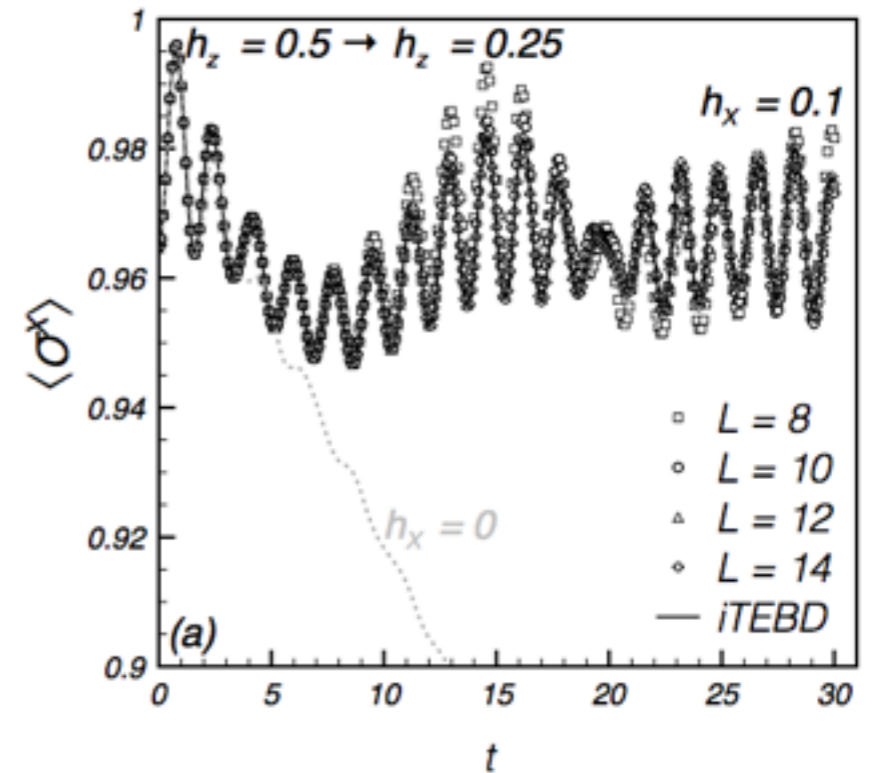 1
h_z = 0.5 → h_z = 0.25
h_x = 0.1
0.98
0.96
⟨σ^x⟩
0.94
L = 8
L = 10
0.92
h_x = 0
L = 12
L = 14
(a)
iTEBD
0.9
0 5 10 15 20 25 30
t